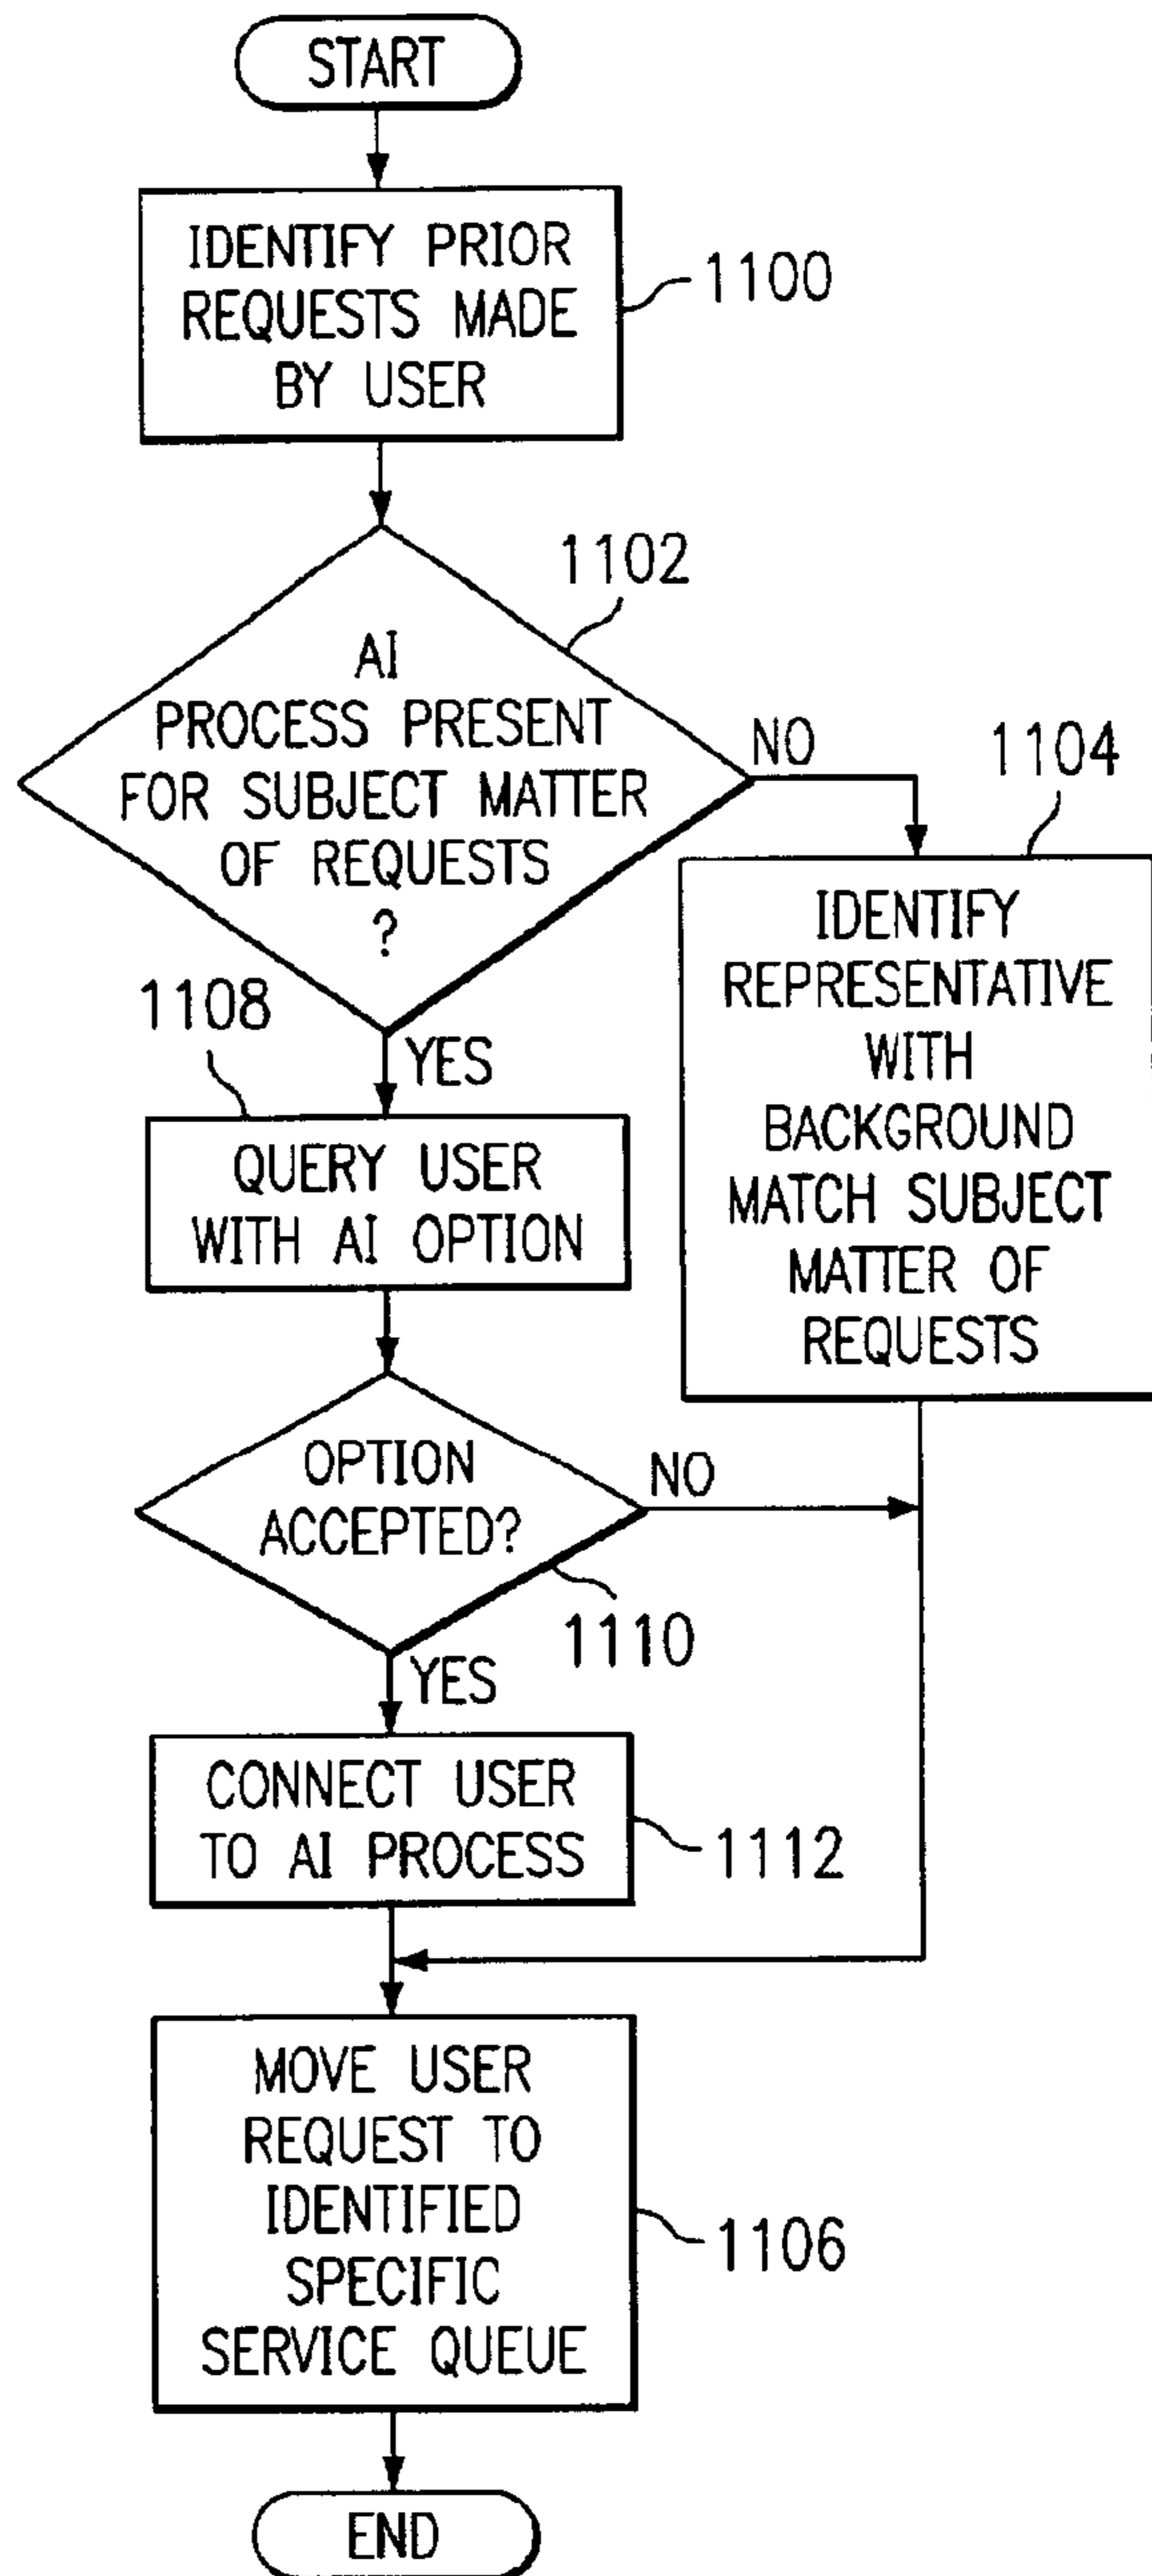 START
IDENTIFY PRIOR
REQUESTS MADE
BY USER
1100
1102
AI
PROCESS PRESENT
FOR SUBJECT MATTER
OF REQUESTS
?
NO
1104
IDENTIFY
REPRESENTATIVE
WITH
BACKGROUND
MATCH SUBJECT
MATTER OF
REQUESTS
1108
YES
QUERY USER
WITH AI OPTION
OPTION
ACCEPTED?
NO
1110
YES
CONNECT USER
TO AI PROCESS
1112
MOVE USER
REQUEST TO
IDENTIFIED
SPECIFIC
SERVICE QUEUE
1106
END